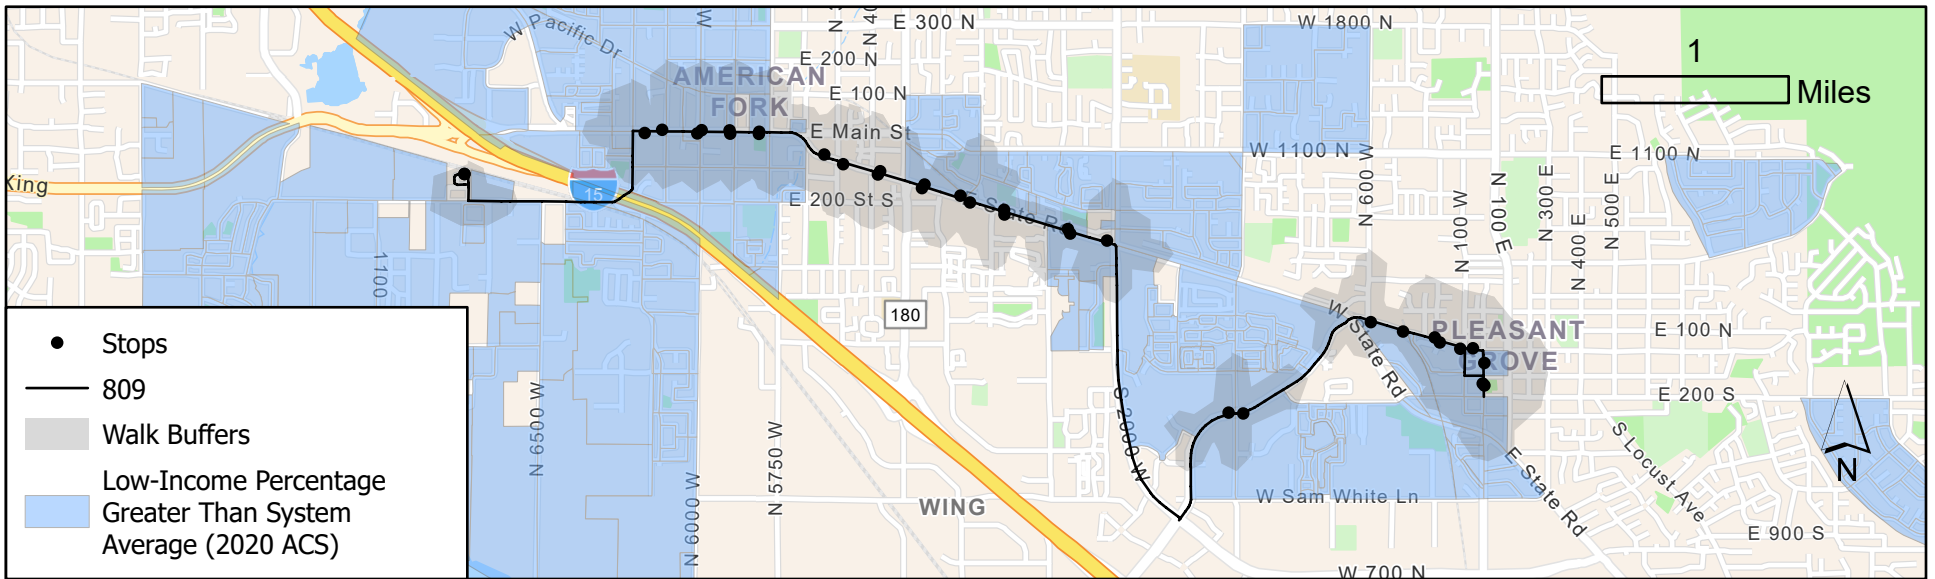 W Pacific Dr
W
N S
N 40
E 300 N
W 1800 N
E 200 N
AMERICAN
FORK
E 100 N
1
Miles
E Main St
W 1100 N
E 1100 N
King
15
E 200 St S
E State Rd
N 600 W
N 100 W
N 100 E
N 300 E
N 400 E
N 500 E
1100
180
W State Rd
PLEASANT
GROVE
E 100 N
E 200 S
N 6500 W
N 6000 W
N 5750 W
S 2000 W
WING
W Sam White Ln
E State Rd
S Locust Ave
E 900 S
W 700 N
N
Stops
809
Walk Buffers
Low-Income Percentage
Greater Than System
Average (2020 ACS)